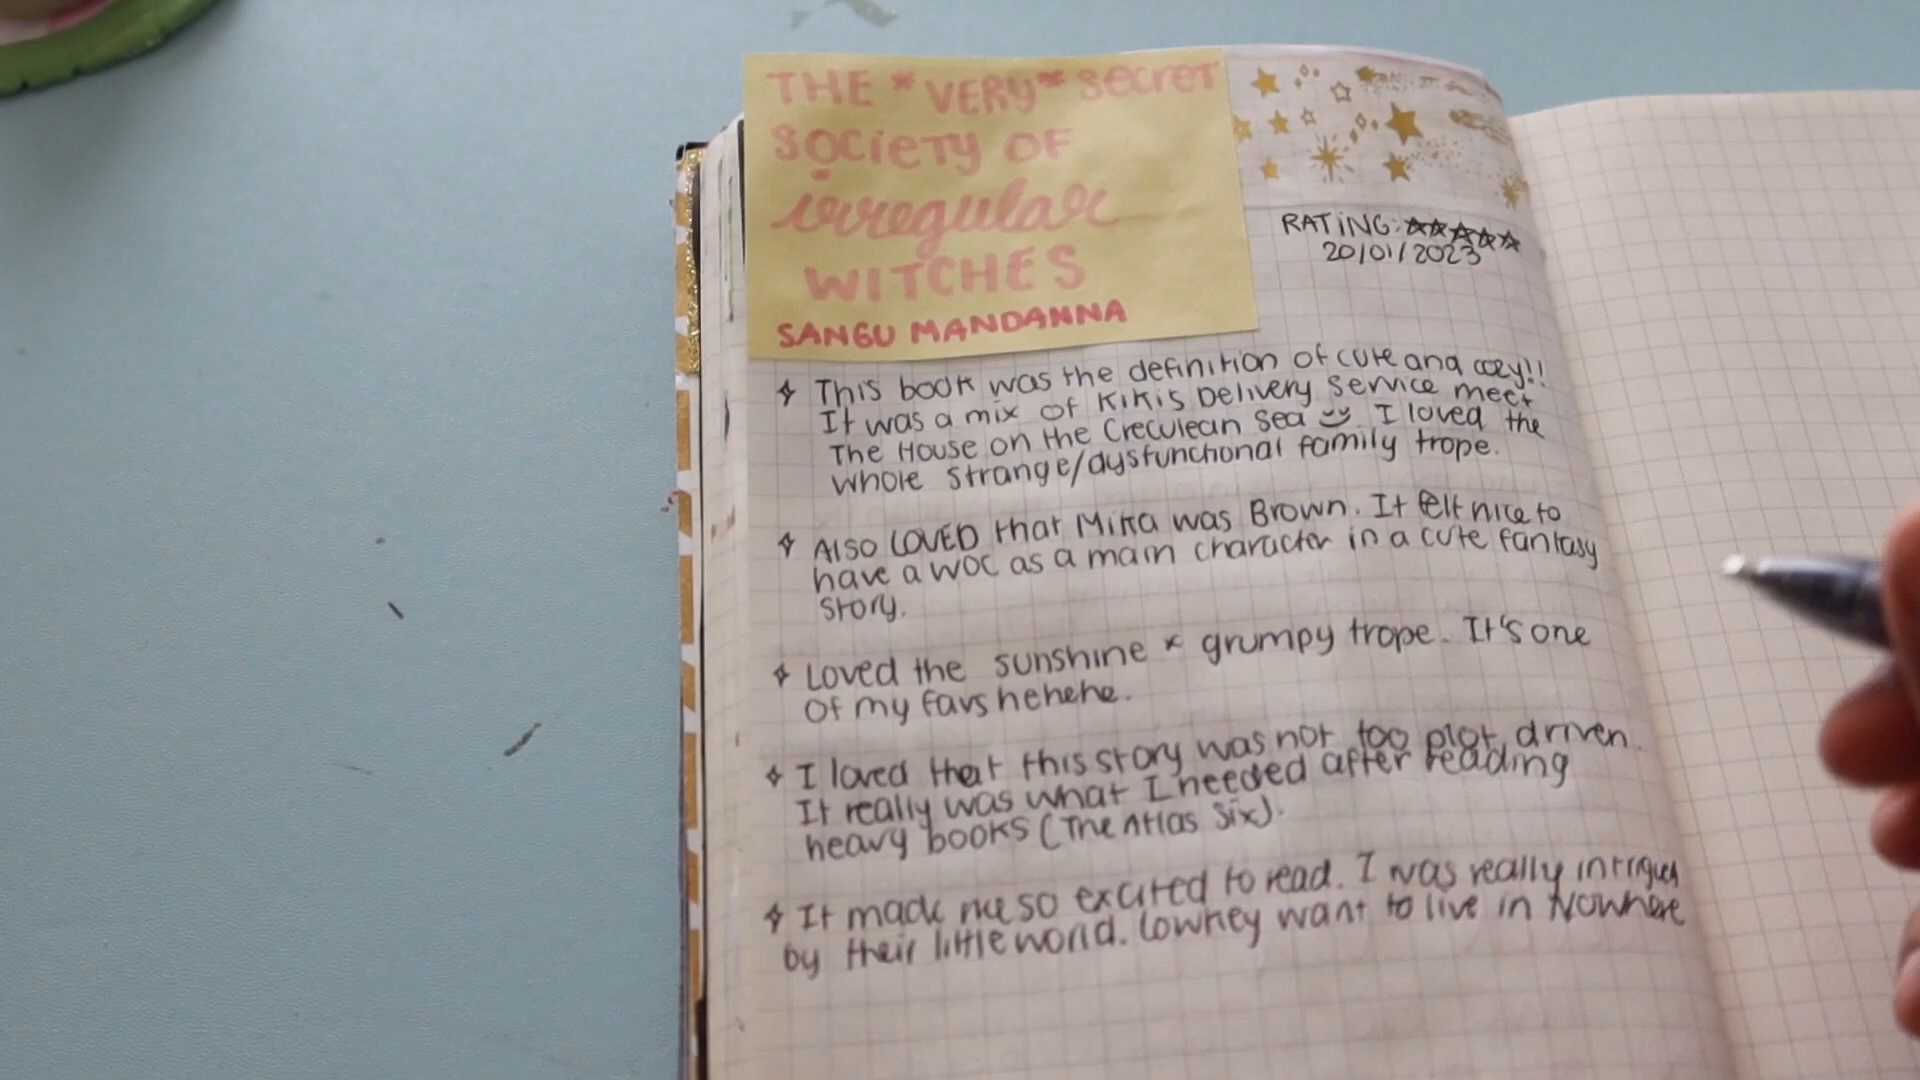 THE *VERY* SECRET
SOCIETY OF
irregular
WITCHES
SANGU MANDANNA
RATING: ☆☆☆☆☆
20/01/2023
This book was the definition of cute and cozy!!
It was a mix of Kikis Delivery Service meet
The House on the Creculean Sea I loved the
whole strange/dysfunctional family trope.
Also LOVED that Mika was Brown. It felt nice to
have a WOC as a main character in a cute fantasy
story.
Loved the sunshine x grumpy trope. It's one
of my favs hehehe.
I loved that this story was not too plot driven.
It really was what I needed after reading
heavy books (The Atlas Six).
It made me so excited to read. I was really intrigued
by their little world. Lowkey want to live in Nowhere